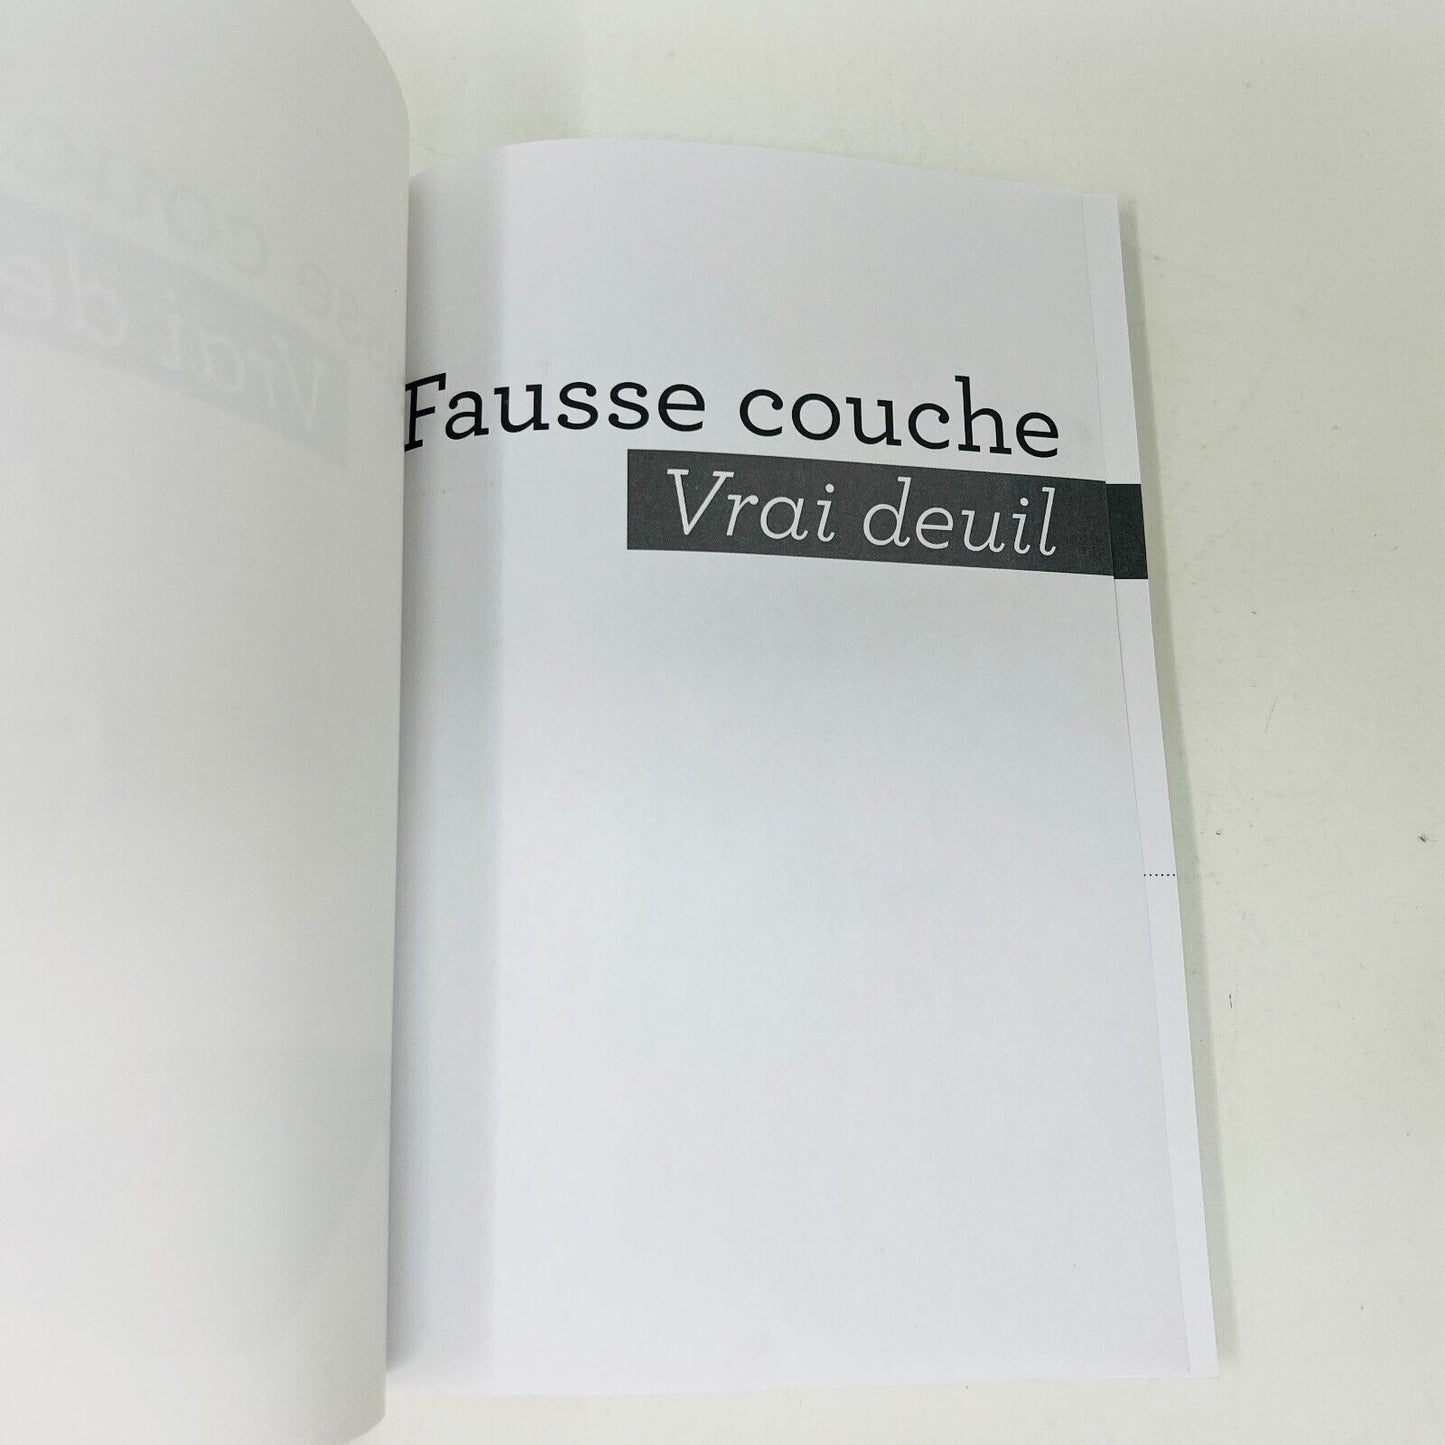 Fausse couche
Vrai deuil